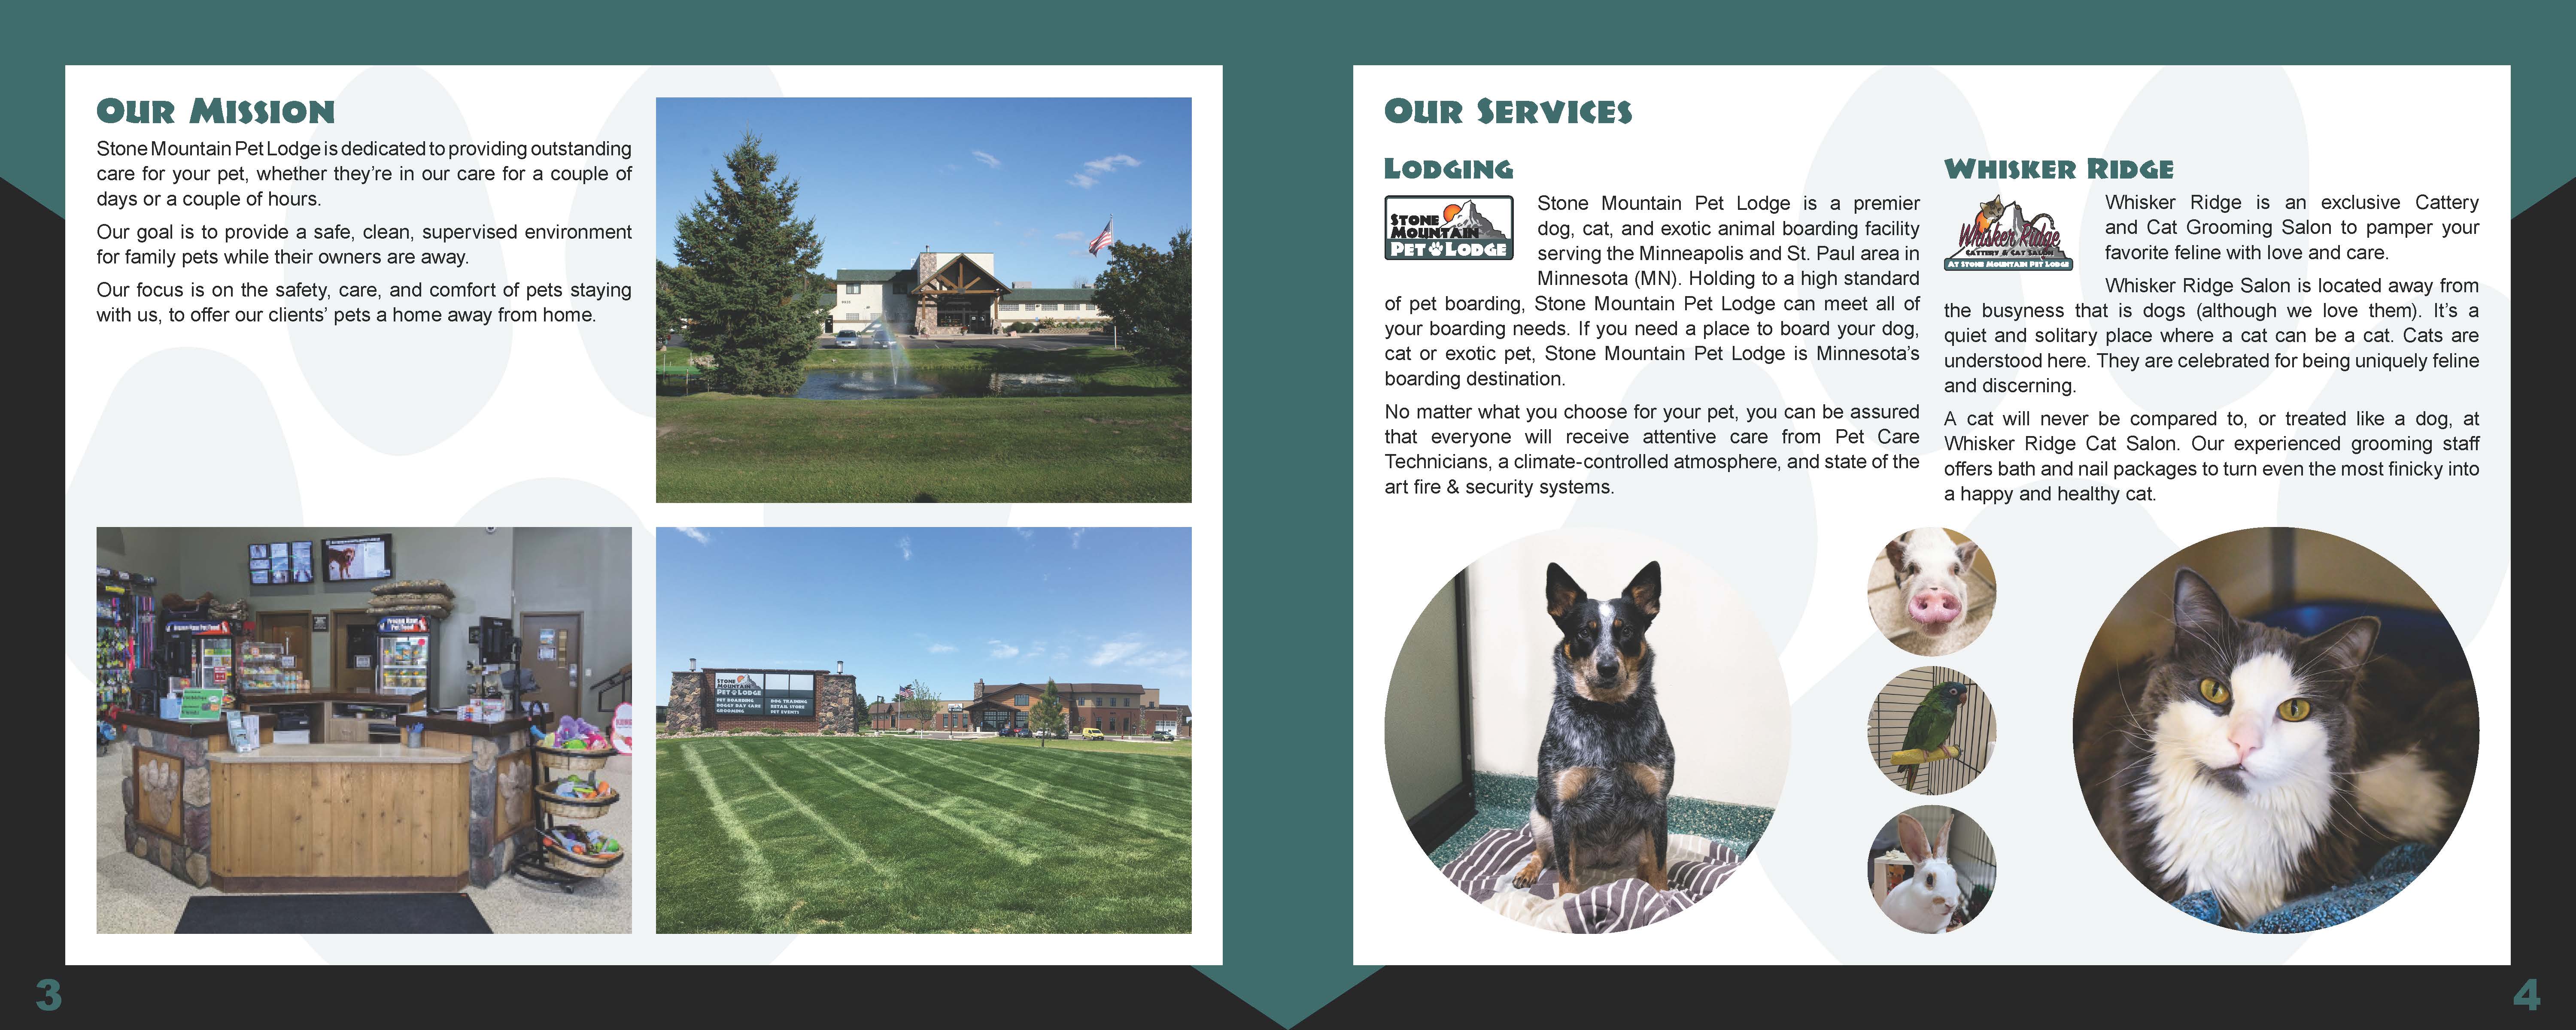 OUR MISSION
Stone Mountain Pet Lodge is dedicated to providing outstanding
care for your pet, whether they're in our care for a couple of
days or a couple of hours.
Our goal is to provide a safe, clean, supervised environment
for family pets while their owners are away.
Our focus is on the safety, care, and comfort of pets staying
with us, to offer our clients' pets a home away from home.
STONE
MOUNTAIN
PET LODGE
PET BOARDING
DOGGY DAY CARE
GROOMING
DOG TRAINING
RETAIL STORE
PET EVENTS
3
OUR SERVICES
LODGING
STONE
MOUNTAIN
PET LODGE
Stone Mountain Pet Lodge is a premier
dog, cat, and exotic animal boarding facility
serving the Minneapolis and St. Paul area in
Minnesota (MN). Holding to a high standard
of pet boarding, Stone Mountain Pet Lodge can meet all of
your boarding needs. If you need a place to board your dog,
cat or exotic pet, Stone Mountain Pet Lodge is Minnesota's
boarding destination.
No matter what you choose for your pet, you can be assured
that everyone will receive attentive care from Pet Care
Technicians, a climate-controlled atmosphere, and state of the
art fire & security systems.
WHISKER RIDGE
Whisker Ridge
CATTERY & CAT SALON
AT STONE MOUNTAIN PET LODGE
Whisker Ridge is an exclusive Cattery
and Cat Grooming Salon to pamper your
favorite feline with love and care.
Whisker Ridge Salon is located away from
the busyness that is dogs (although we love them). It's a
quiet and solitary place where a cat can be a cat. Cats are
understood here. They are celebrated for being uniquely feline
and discerning.
A cat will never be compared to, or treated like a dog, at
Whisker Ridge Cat Salon. Our experienced grooming staff
offers bath and nail packages to turn even the most finicky into
a happy and healthy cat.
4